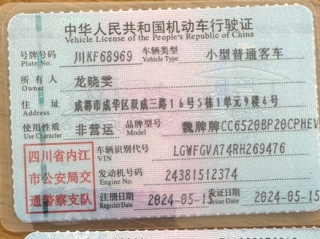 中华人民共和国机动车行驶证
Vehicle License of the People's Republic of China
号牌号码 川KF68969 车辆类型 小型普通客车
Plate No. Vehicle Type
所有人 龙晓雯
Owner
住址 成都市成华区双成三路16号5栋1单元9楼4号
Address
使用性质 非营运 品牌型号 魏牌牌CC6520BP20CPHEV
Use Character
四川省内江
市公安局交
通警察支队
车辆识别代号 LGWFGVA74RH269476
VIN
发动机号码 24381512374
Engine No.
注册日期 2024-05-15 发证日期 2024-05-15
Register Date Issue Date